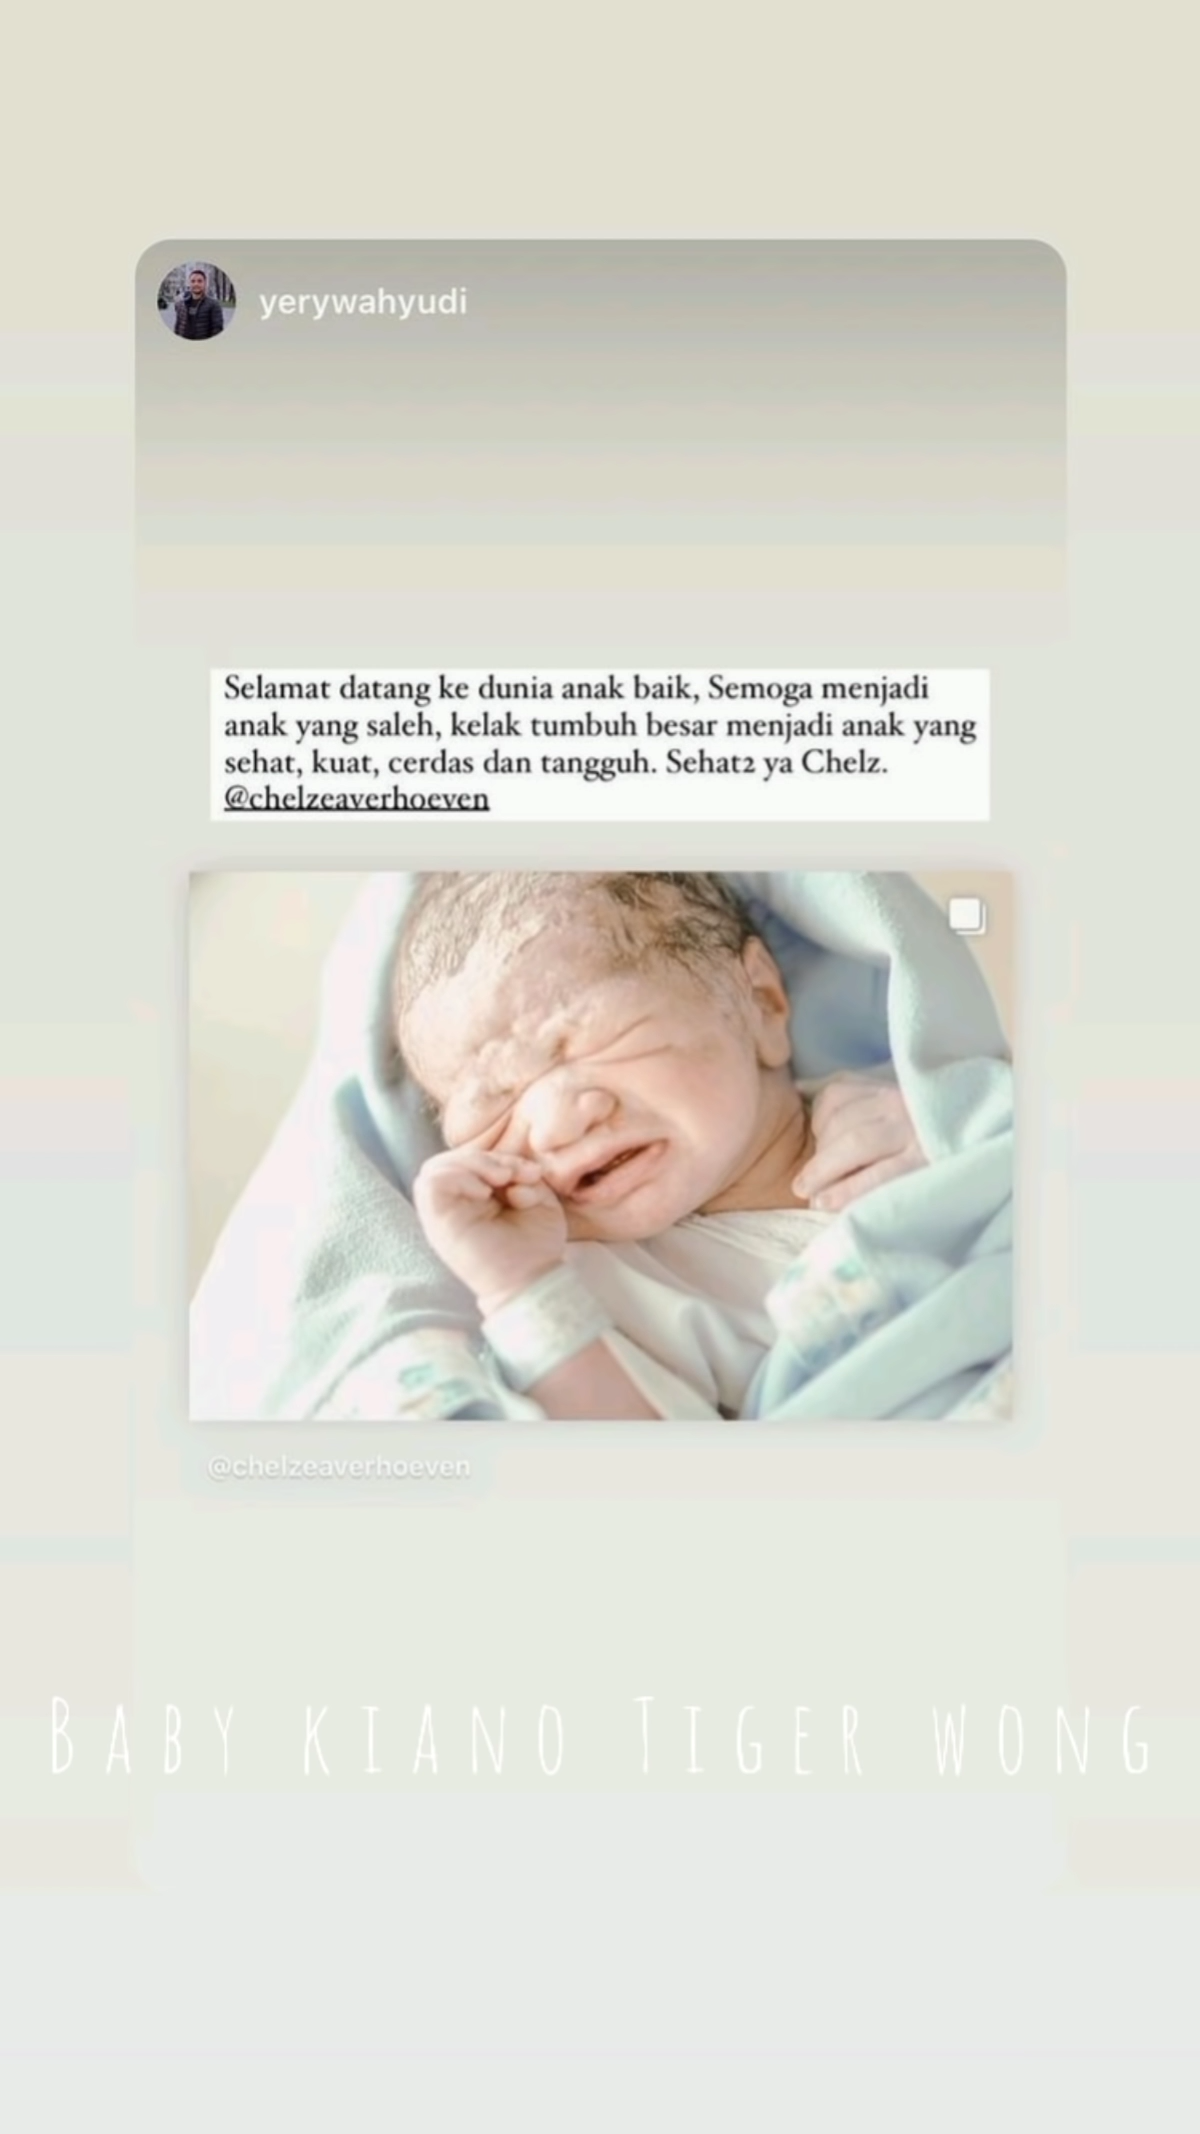 yerywahyudi
Selamat datang ke dunia anak baik, Semoga menjadi
anak yang saleh, kelak tumbuh besar menjadi anak yang
sehat, kuat, cerdas dan tangguh. Sehat2 ya Chelz.
@chelzeaverhoeven
@chelzeaverhoeven
BABY KIANO TIGER WONG